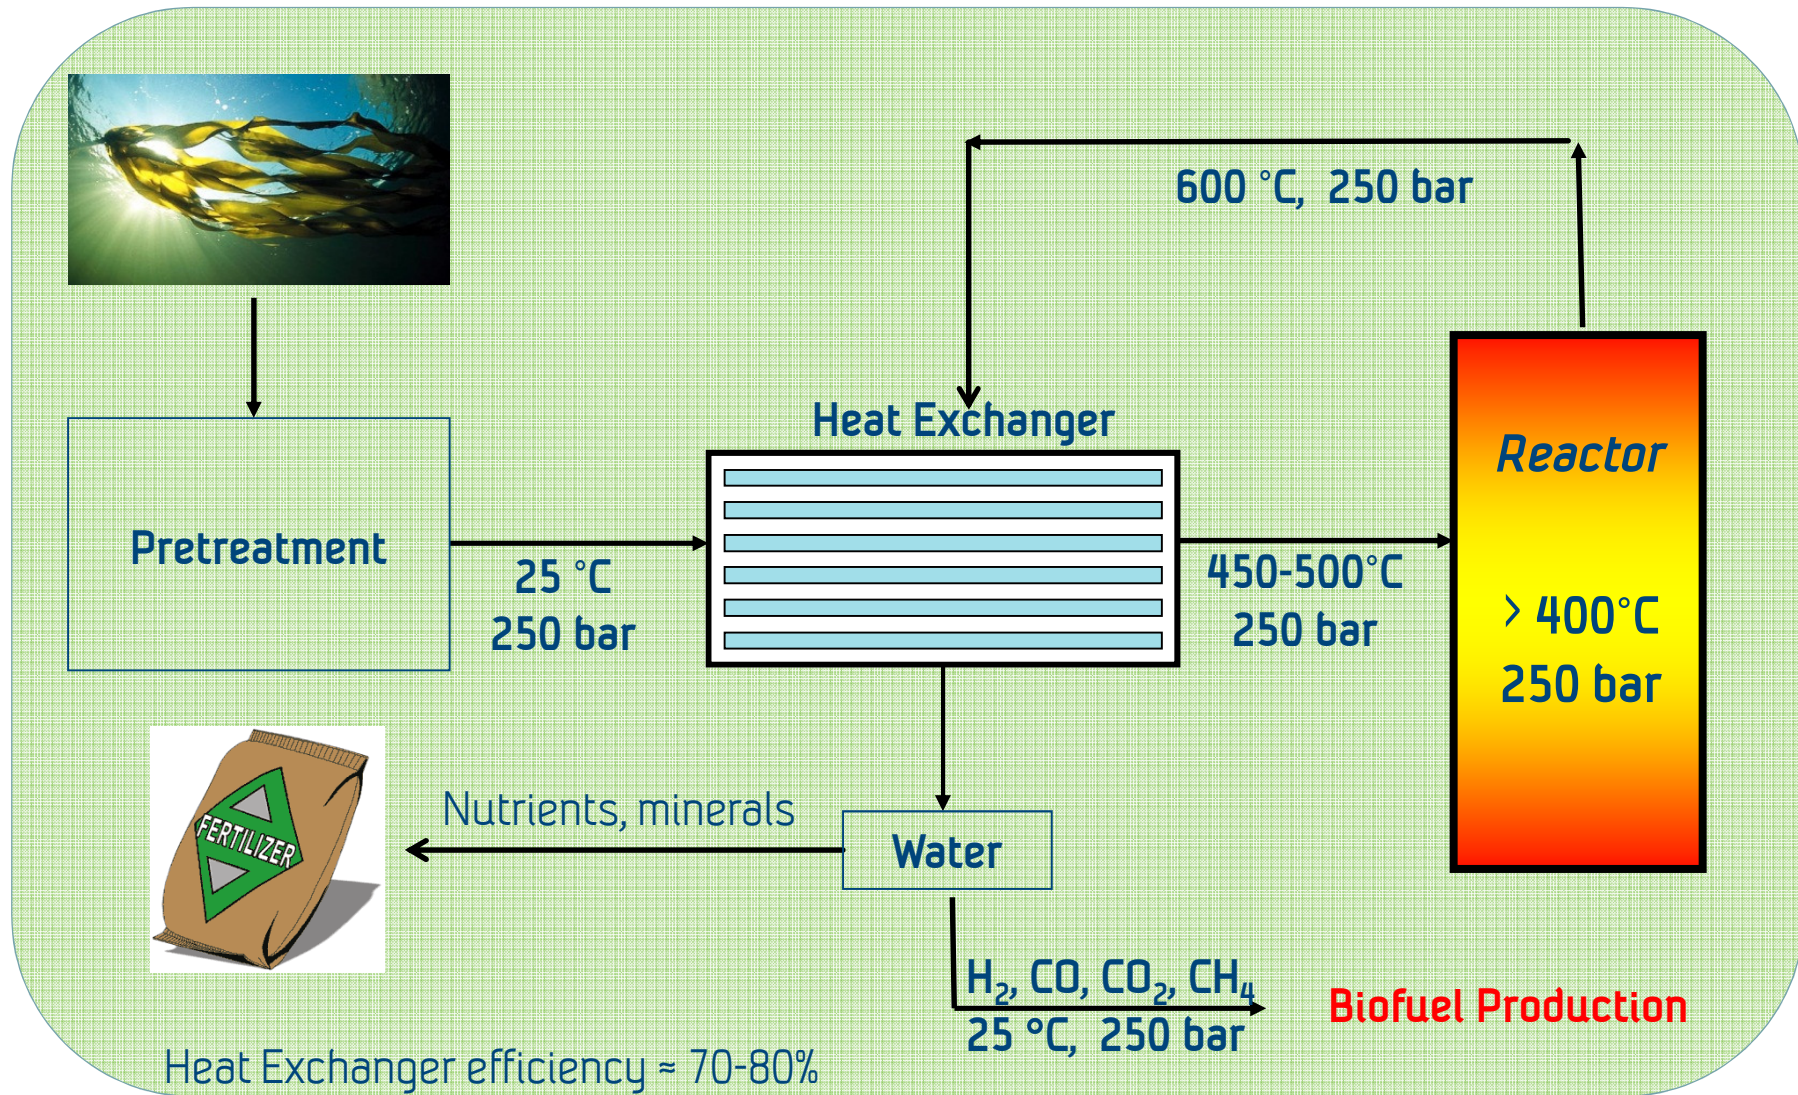 600 °C, 250 bar
Heat Exchanger
Reactor
Pretreatment
25 °C
250 bar
450-500°C
250 bar
> 400°C
250 bar
FERTILIZER
Nutrients, minerals
Water
H₂, CO, CO₂, CH₄
25 °C, 250 bar
Biofuel Production
Heat Exchanger efficiency ≈ 70-80%